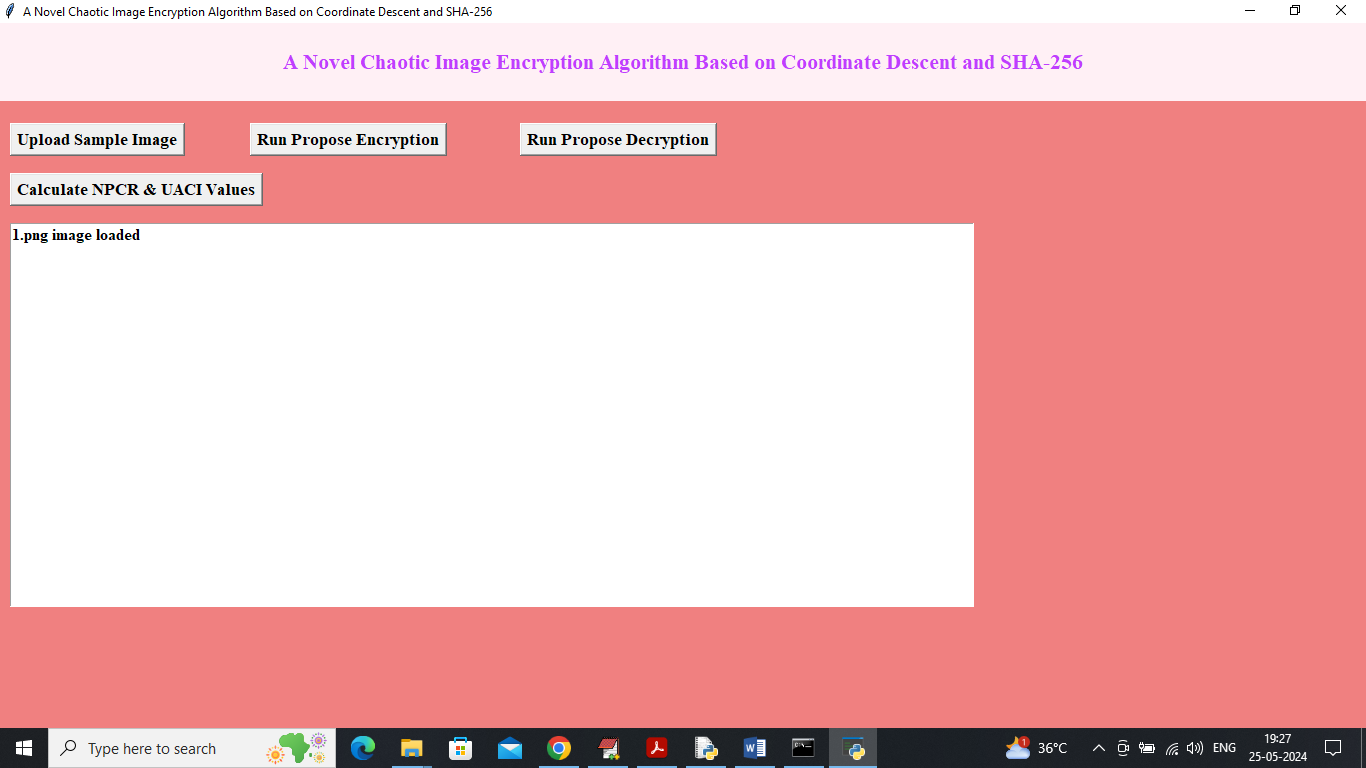 A Novel Chaotic Image Encryption Algorithm Based on Coordinate Descent and SHA-256
A Novel Chaotic Image Encryption Algorithm Based on Coordinate Descent and SHA-256
Upload Sample Image
Run Propose Encryption
Run Propose Decryption
Calculate NPCR & UACI Values
1.png image loaded
Type here to search
1
36°C
ENG
19:27
25-05-2024